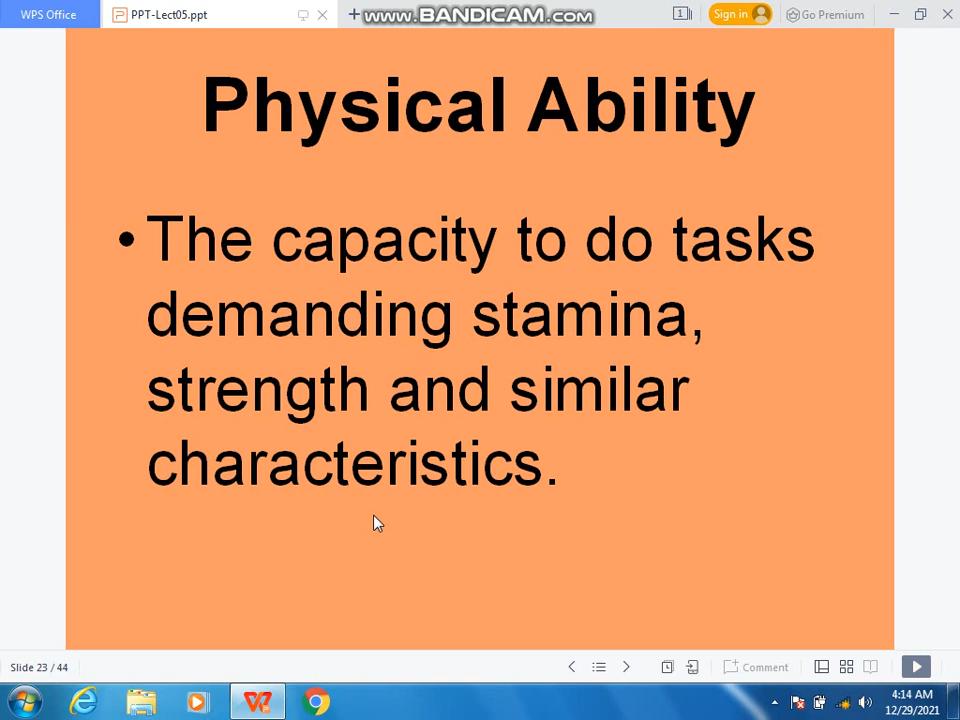 WPS Office
PPT-Lect05.ppt
www.BANDICAM.com
1
Sign in
Go Premium
Physical Ability
• The capacity to do tasks
demanding stamina,
strength and similar
characteristics.
Slide 23 / 44
Comment
4:14 AM
12/29/2021